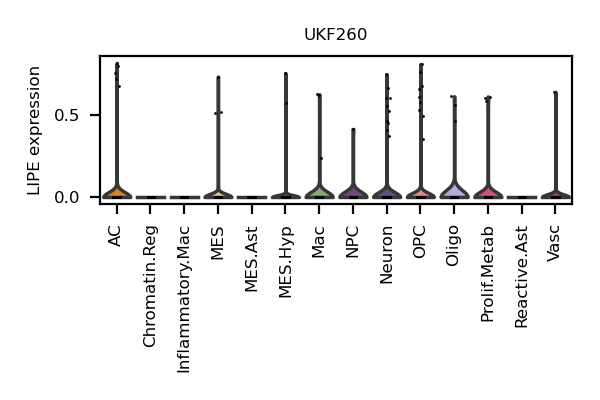 UKF260
LIPE expression
0.5
0.0
AC
Chromatin.Reg
Inflammatory.Mac
MES
MES.Ast
MES.Hyp
Mac
NPC
Neuron
OPC
Oligo
Prolif.Metab
Reactive.Ast
Vasc